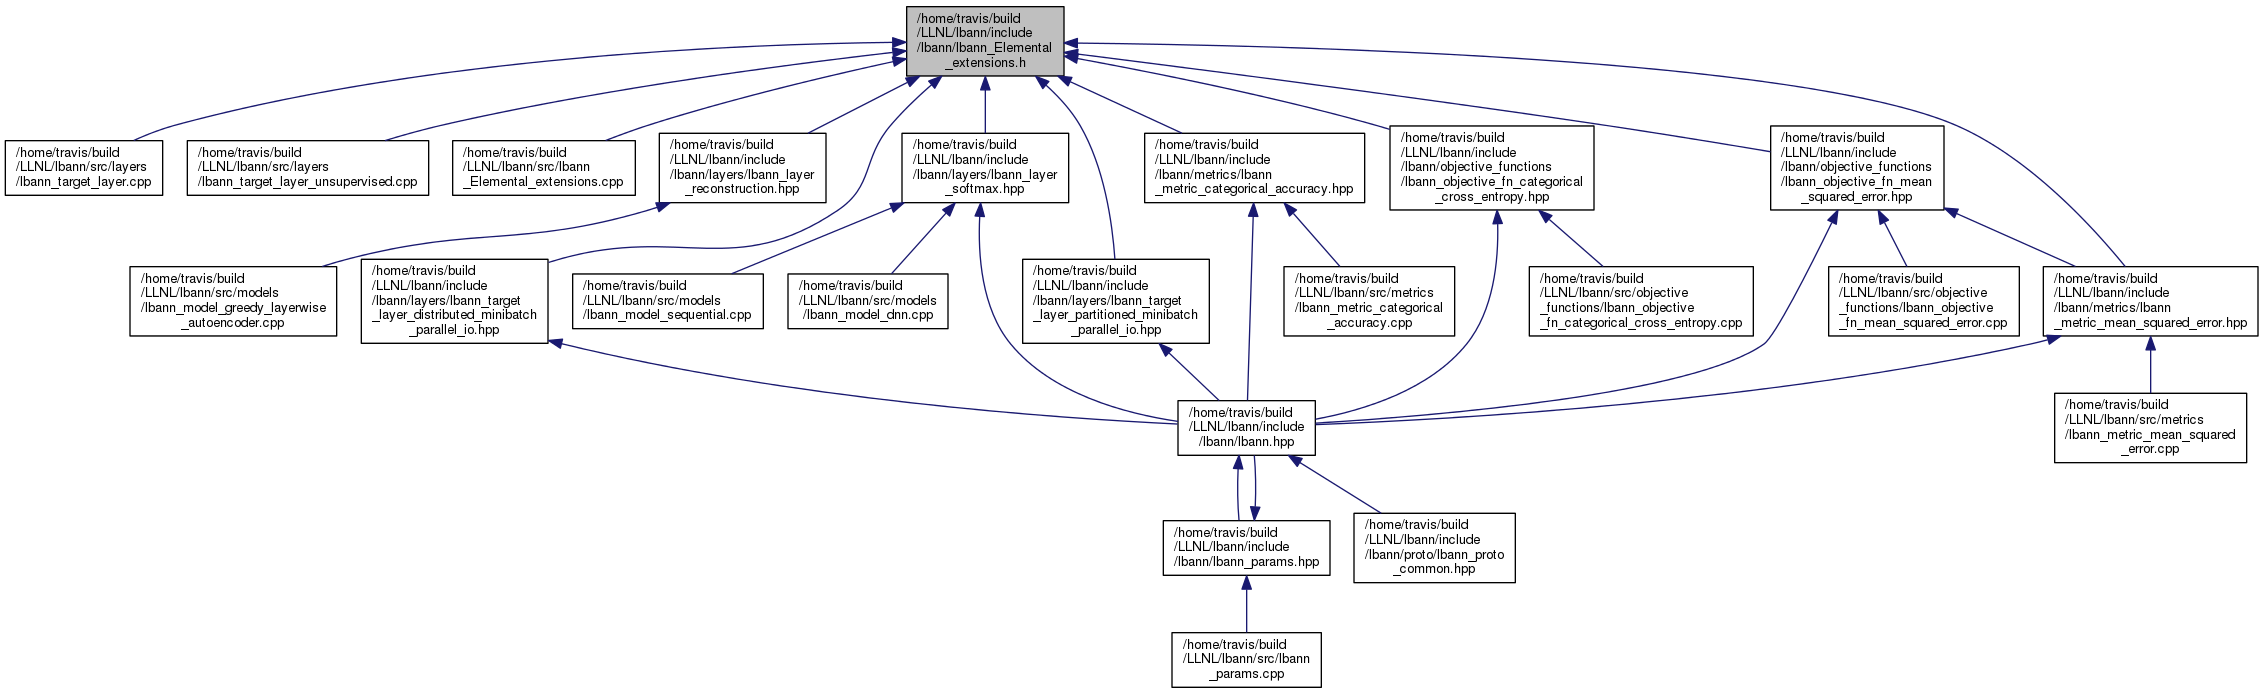 /home/travis/build
/LLNL/lbann/include
/lbann/lbann_Elemental
_extensions.h
/home/travis/build
/LLNL/lbann/src/layers
/lbann_target_layer.cpp
/home/travis/build
/LLNL/lbann/src/layers
/lbann_target_layer_unsupervised.cpp
/home/travis/build
/LLNL/lbann/src/lbann
_Elemental_extensions.cpp
/home/travis/build
/LLNL/lbann/include
/lbann/layers/lbann_layer
_reconstruction.hpp
/home/travis/build
/LLNL/lbann/include
/lbann/layers/lbann_layer
_softmax.hpp
/home/travis/build
/LLNL/lbann/include
/lbann/metrics/lbann
_metric_categorical_accuracy.hpp
/home/travis/build
/LLNL/lbann/include
/lbann/objective_functions
/lbann_objective_fn_categorical
_cross_entropy.hpp
/home/travis/build
/LLNL/lbann/include
/lbann/objective_functions
/lbann_objective_fn_mean
_squared_error.hpp
/home/travis/build
/LLNL/lbann/src/models
/lbann_model_greedy_layerwise
_autoencoder.cpp
/home/travis/build
/LLNL/lbann/include
/lbann/layers/lbann_target
_layer_distributed_minibatch
_parallel_io.hpp
/home/travis/build
/LLNL/lbann/src/models
/lbann_model_sequential.cpp
/home/travis/build
/LLNL/lbann/src/models
/lbann_model_dnn.cpp
/home/travis/build
/LLNL/lbann/include
/lbann/layers/lbann_target
_layer_partitioned_minibatch
_parallel_io.hpp
/home/travis/build
/LLNL/lbann/src/metrics
/lbann_metric_categorical
_accuracy.cpp
/home/travis/build
/LLNL/lbann/src/objective
_functions/lbann_objective
_fn_categorical_cross_entropy.cpp
/home/travis/build
/LLNL/lbann/src/objective
_functions/lbann_objective
_fn_mean_squared_error.cpp
/home/travis/build
/LLNL/lbann/include
/lbann/metrics/lbann
_metric_mean_squared_error.hpp
/home/travis/build
/LLNL/lbann/include
/lbann/lbann.hpp
/home/travis/build
/LLNL/lbann/src/metrics
/lbann_metric_mean_squared
_error.cpp
/home/travis/build
/LLNL/lbann/include
/lbann/lbann_params.hpp
/home/travis/build
/LLNL/lbann/include
/lbann/proto/lbann_proto
_common.hpp
/home/travis/build
/LLNL/lbann/src/lbann
_params.cpp